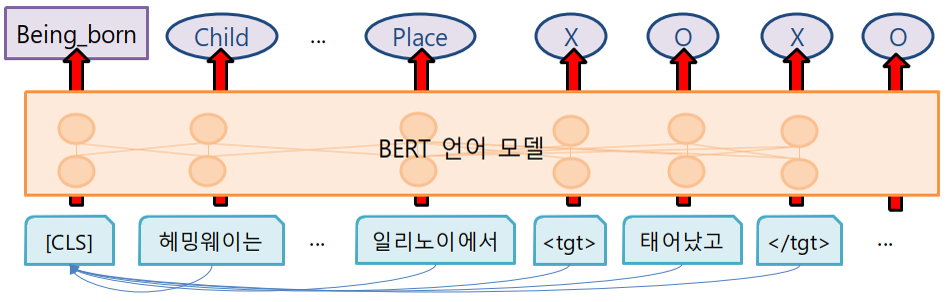 Being_born Child ... Place X O X O
BERT 언어 모델
[CLS] 헤밍웨이는 ... 일리노이에서 <tgt> 태어났고 </tgt> ...